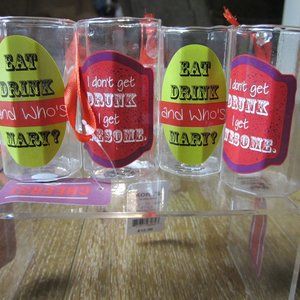 EAT
DRINK
and Who's
MARY?
I don't get
DRUNK
I get
AWESOME.
EAT
DRINK
and Who's
MARY?
I don't get
DRUNK
I get
AWESOME.
CHEERS